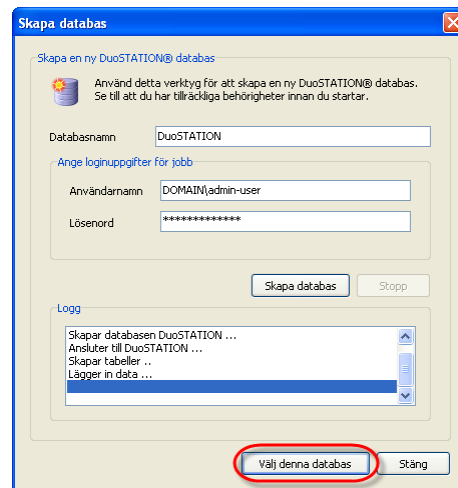 Skapa databas
Skapa en ny DuoSTATION® databas
Använd detta verktyg för att skapa en ny DuoSTATION® databas.
Se till att du har tillräckliga behörigheter innan du startar.
Databasnamn DuoSTATION
Ange loginuppgifter för jobb
Användarnamn DOMAIN\admin-user
Lösenord *************
Skapa databas Stopp
Logg
Skapar databasen DuoSTATION ...
Ansluter till DuoSTATION ...
Skapar tabeller ..
Lägger in data ...
Välj denna databas Stäng